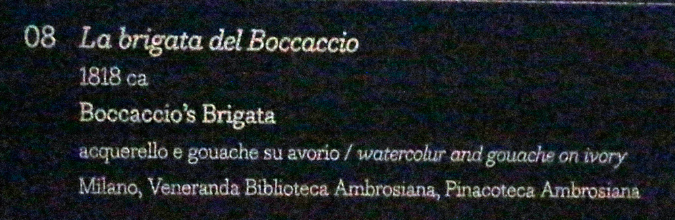 08 La brigata del Boccaccio
1818 ca
Boccaccio's Brigata
acquerello e gouache su avorio / watercolur and gouache on ivory
Milano, Veneranda Biblioteca Ambrosiana, Pinacoteca Ambrosiana